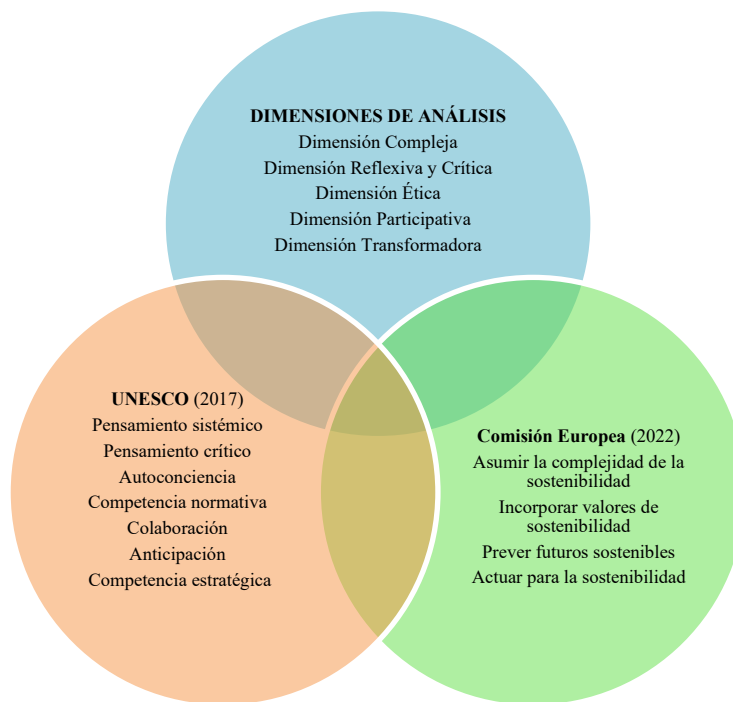 DIMENSIONES DE ANÁLISIS
Dimensión Compleja
Dimensión Reflexiva y Crítica
Dimensión Ética
Dimensión Participativa
Dimensión Transformadora
UNESCO (2017)
Pensamiento sistémico
Pensamiento crítico
Autoconciencia
Competencia normativa
Colaboración
Anticipación
Competencia estratégica
Comisión Europea (2022)
Asumir la complejidad de la
sostenibilidad
Incorporar valores de
sostenibilidad
Prever futuros sostenibles
Actuar para la sostenibilidad